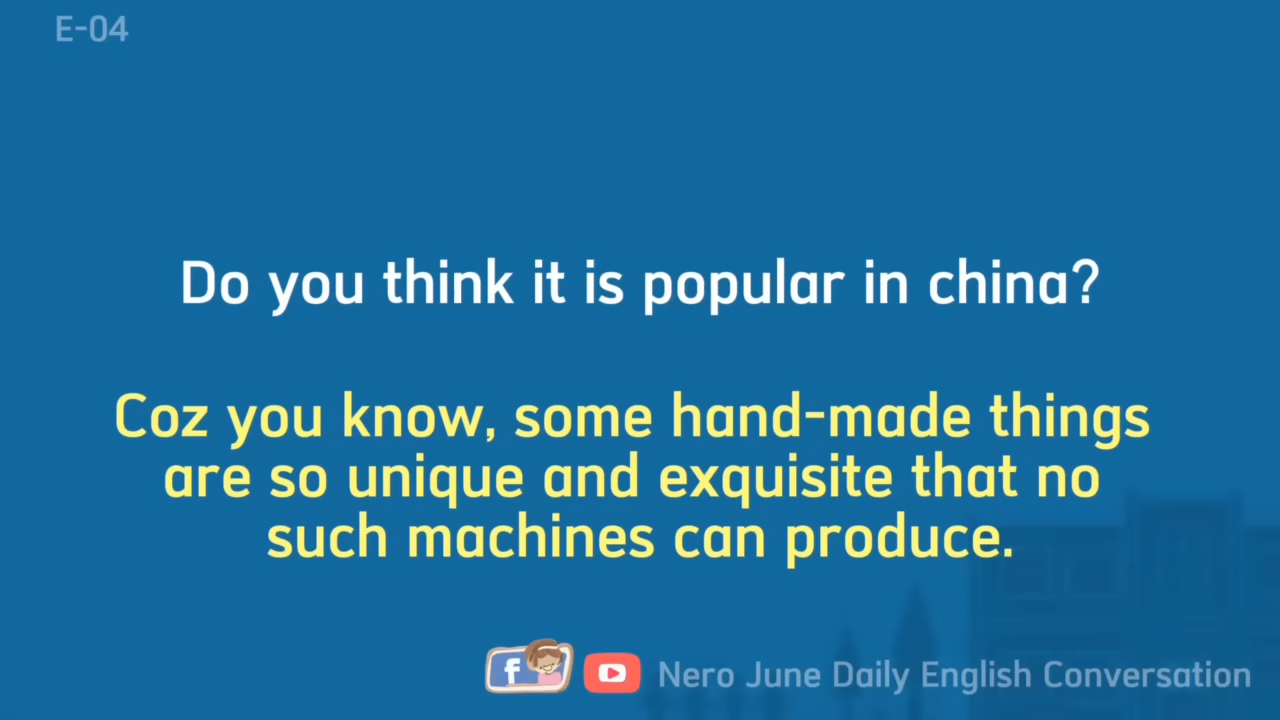 E-04
Do you think it is popular in china?
Coz you know, some hand-made things
are so unique and exquisite that no
such machines can produce.
f
Nero June Daily English Conversation